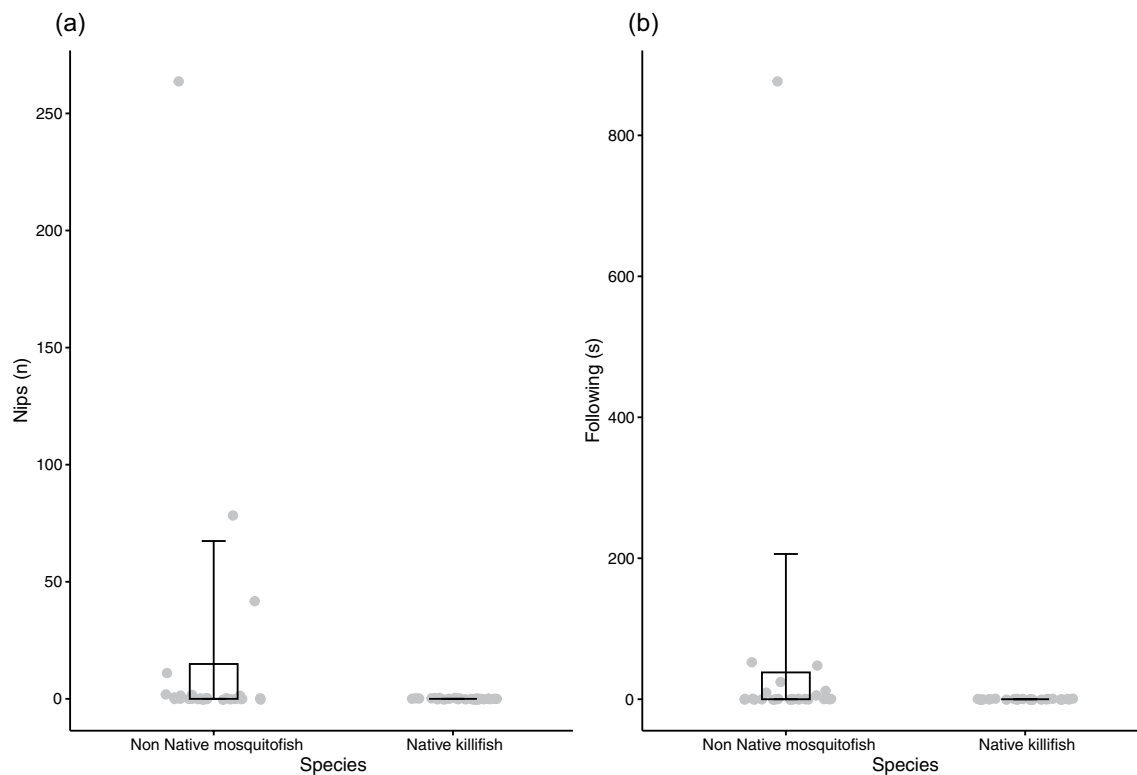 (a)
Nips (n)
250
200
150
100
50
0
Non Native mosquitofish
Native killifish
Species
(b)
Following (s)
800
600
400
200
0
Non Native mosquitofish
Native killifish
Species